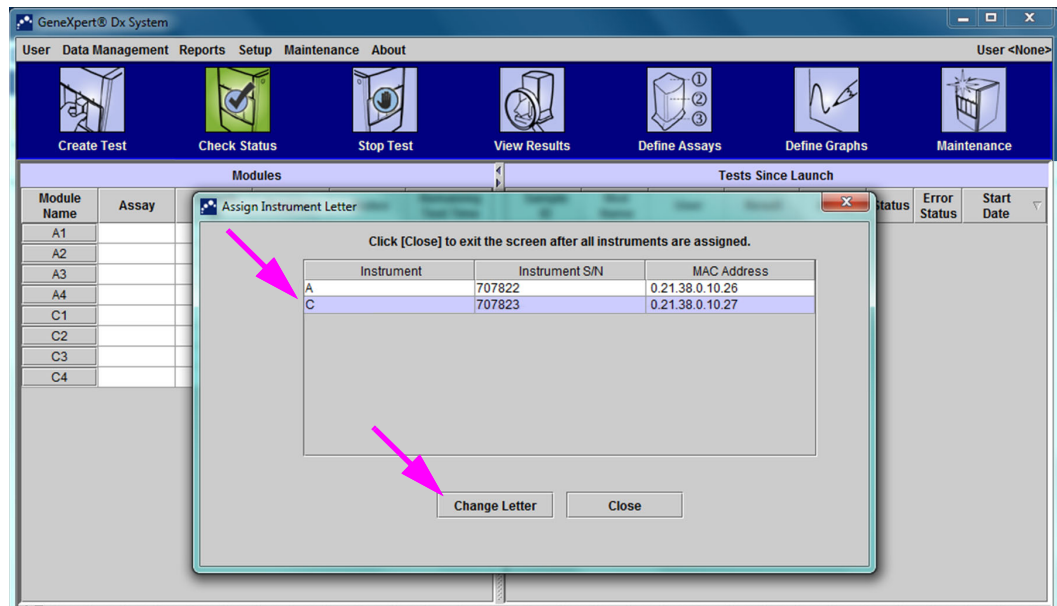 GeneXpert® Dx System
User Data Management Reports Setup Maintenance About User <None>
Create Test Check Status Stop Test View Results Define Assays Define Graphs Maintenance
① ② ③
Modules Tests Since Launch
Module Name Assay Status Error Status Start Date
Assign Instrument Letter
Click [Close] to exit the screen after all instruments are assigned.
Instrument Instrument S/N MAC Address
A 707822 0.21.38.0.10.26
C 707823 0.21.38.0.10.27
A1
A2
A3
A4
C1
C2
C3
C4
Change Letter Close